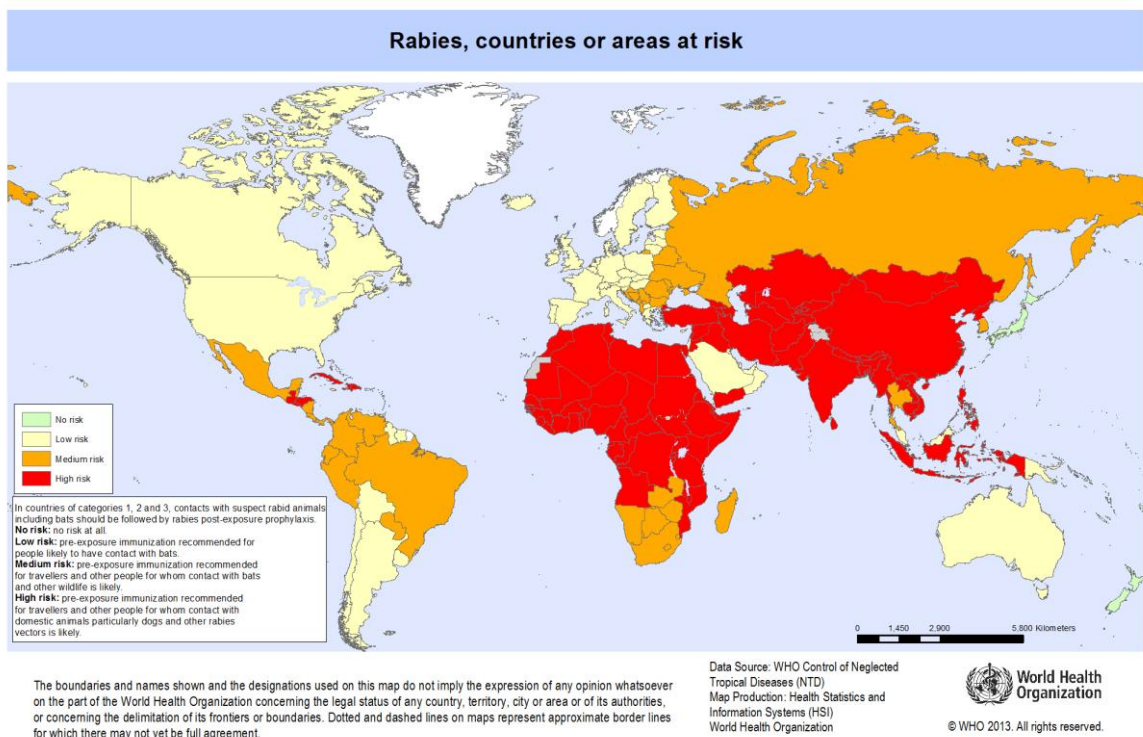 Rabies, countries or areas at risk
No risk
Low risk
Medium risk
High risk
In countries of categories 1, 2 and 3, contacts with suspect rabid animals
including bats should be followed by rabies post-exposure prophylaxis.
No risk: no risk at all.
Low risk: pre-exposure immunization recommended for
people likely to have contact with bats.
Medium risk: pre-exposure immunization recommended
for travellers and other people for whom contact with bats
and other wildlife is likely.
High risk: pre-exposure immunization recommended
for travellers and other people for whom contact with
domestic animals particularly dogs and other rabies
vectors is likely.
0 1,450 2,900 5,800 Kilometers
The boundaries and names shown and the designations used on this map do not imply the expression of any opinion whatsoever
on the part of the World Health Organization concerning the legal status of any country, territory, city or area or of its authorities,
or concerning the delimitation of its frontiers or boundaries. Dotted and dashed lines on maps represent approximate border lines
for which there may not yet be full agreement.
Data Source: WHO Control of Neglected
Tropical Diseases (NTD)
Map Production: Health Statistics and
Information Systems (HSI)
World Health Organization
World Health
Organization
© WHO 2013. All rights reserved.